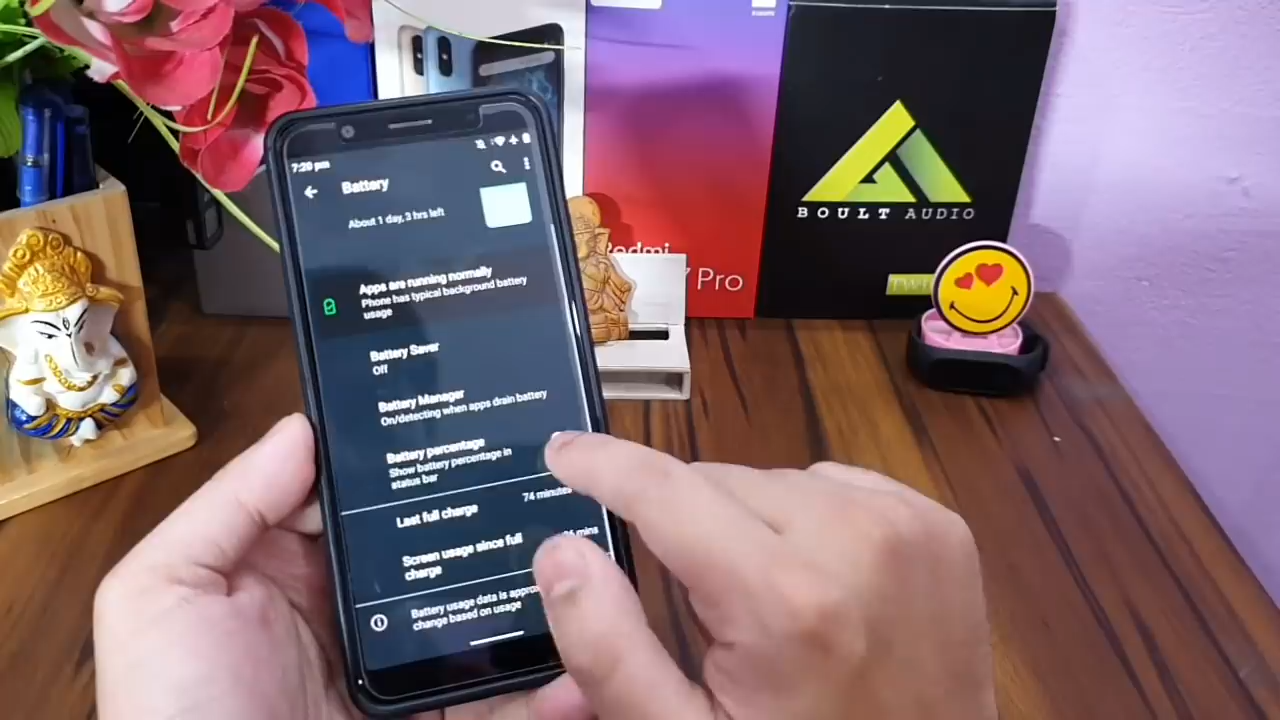 7:29 pm
Battery
About 1 day, 3 hrs left
Apps are running normally
Phone has typical background battery
usage
Battery Saver
Off
Battery Manager
On/detecting when apps drain battery
Battery percentage
Show battery percentage in
status bar
74 minutes
Last full charge
Screen usage since full
charge
mins
Battery usage data is
change based on usage
Redmi
7 Pro
BOULT AUDIO